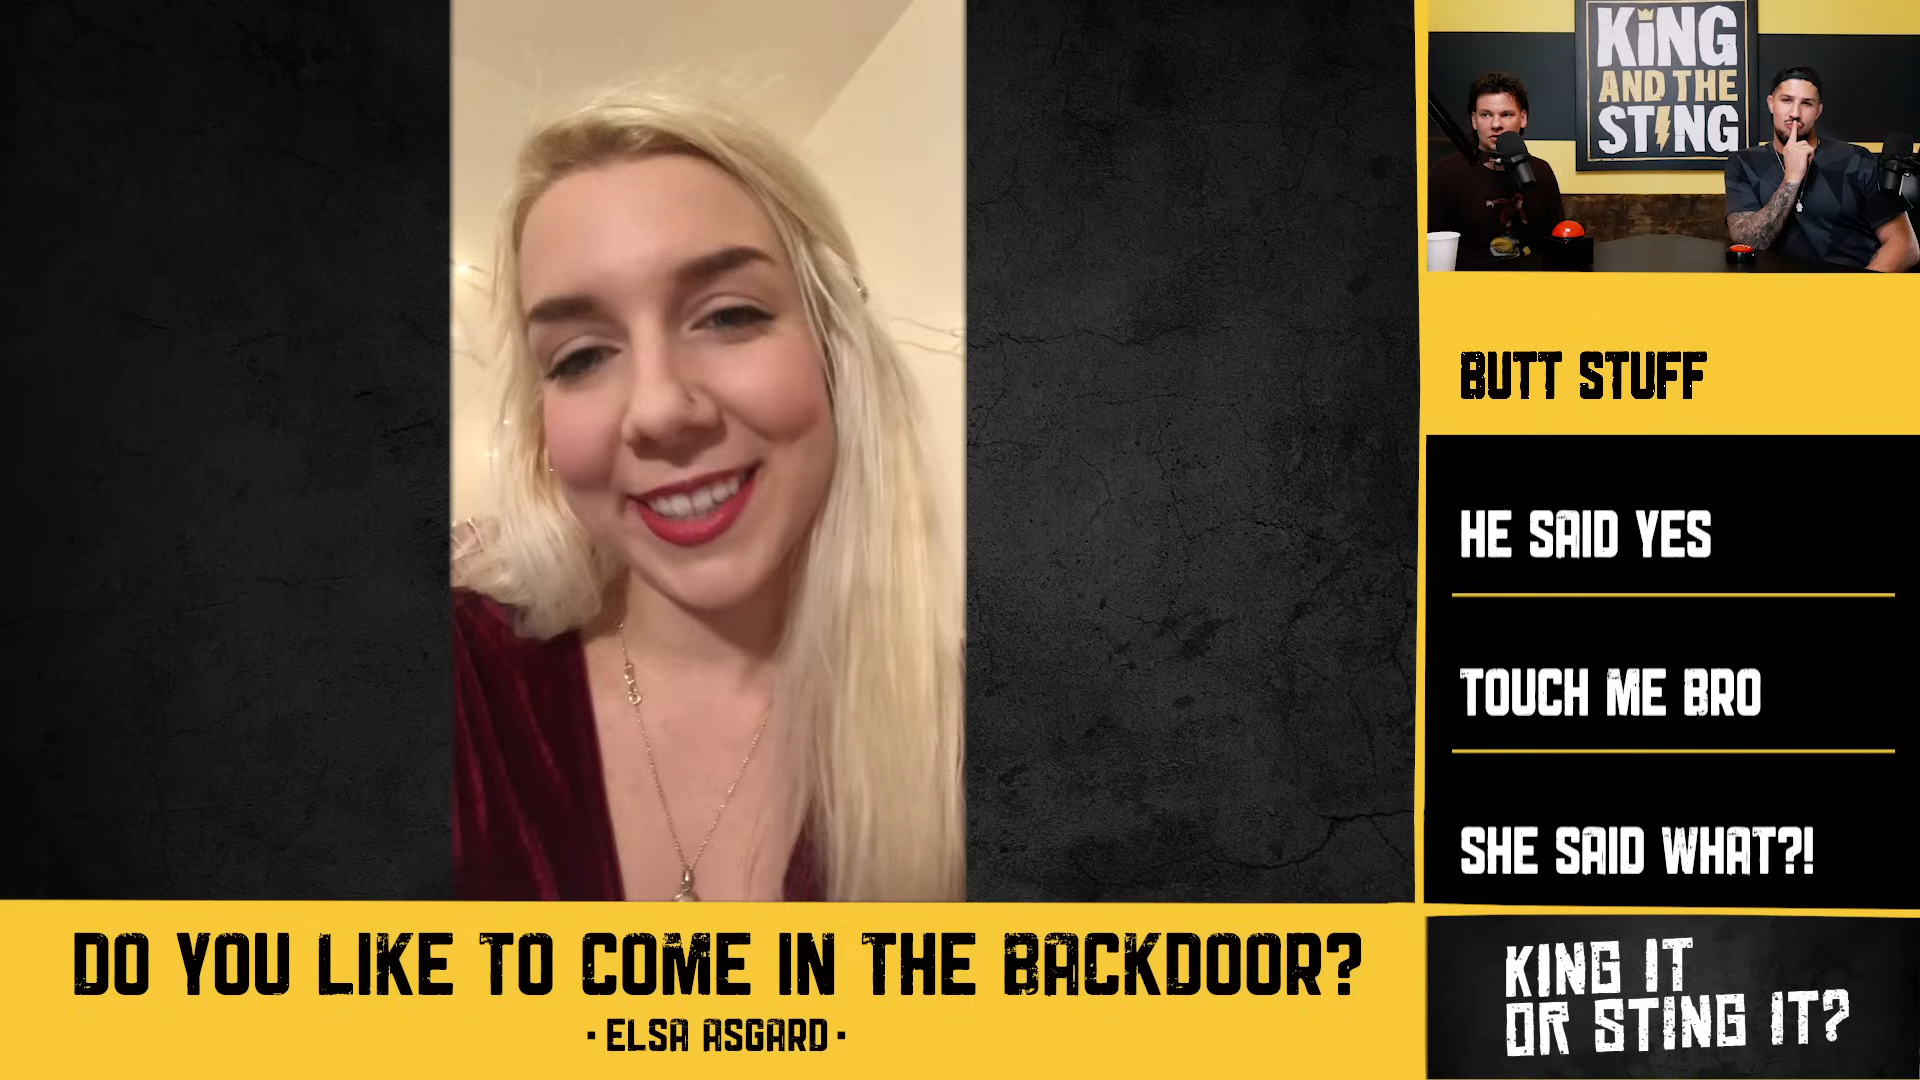 KING
AND THE
STING
BUTT STUFF
HE SAID YES
TOUCH ME BRO
SHE SAID WHAT?!
DO YOU LIKE TO COME IN THE BACKDOOR?
· ELSA ASGARD ·
KING IT
OR STING IT?